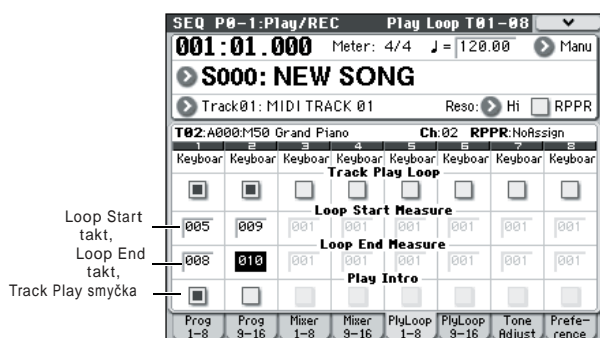 SEQ P0-1:Play/REC Play Loop T01-08
001:01.000 Meter: 4/4 ♩= 120.00 Manu
S000: NEW SONG
Track01: MIDI TRACK 01 Reso: Hi RPPR
T02:A000:M50 Grand Piano Ch:02 RPPR:NoAssign
1 2 3 4 5 6 7 8
Keyboar Keyboar Keyboar Keyboar Keyboar Keyboar Keyboar Keyboar
Track Play Loop
Loop Start Measure
Loop Start
takt,
005 009 001 001 001 001 001 001
Loop End Measure
Loop End
takt,
008 010 001 001 001 001 001 001
Play Intro
Track Play smyčka
Prog 1-8 Prog 9-16 Mixer 1-8 Mixer 9-16 PlyLoop 1-8 PlyLoop 9-16 Tone Adjust Prefe-rence